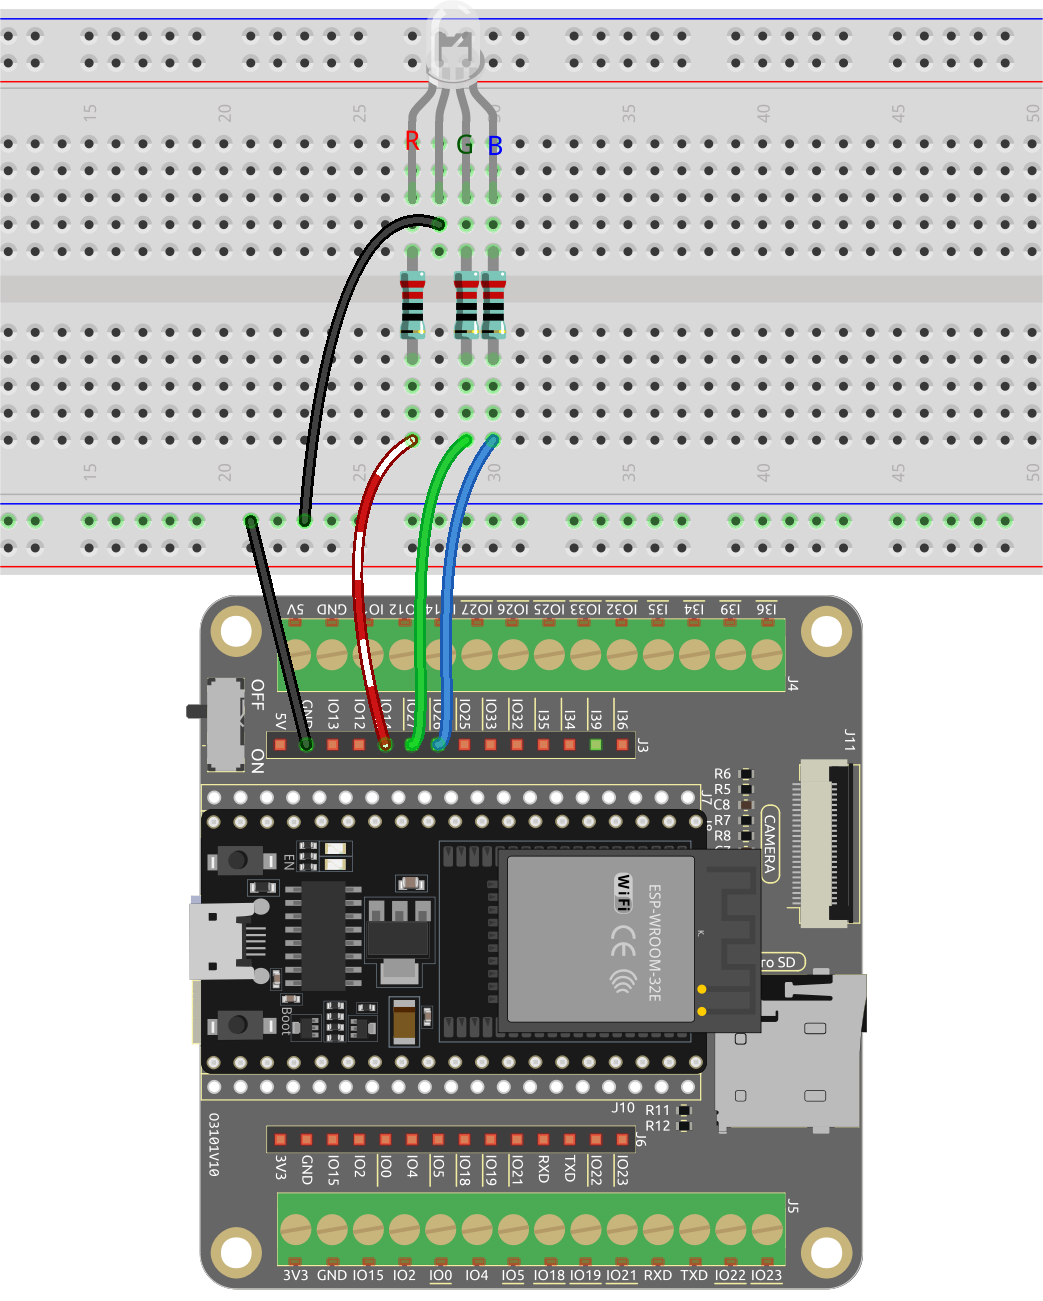 15 20 25 30 35 40 45 50
R G B
15 20 25 30 35 40 45 50
5V GND IO13 IO12 IO14 IO27 IO26 IO25 IO33 IO32 I35 I34 I39 I36
J4
OFF
5V GND IO13 IO12 IO14 IO27 IO26 IO25 IO33 IO32 I35 I34 I39 I36
J3
ON
J11
J7
R6
R5
C8
R7
R8
CAMERA
EN
WiFi
ESP-WROOM-32E
CE
K.
ro SD
Boot
J10
R11
R12
O3101V10
J6
3V3 GND IO15 IO2 IO0 IO4 IO5 IO18 IO19 IO21 RXD TXD IO22 IO23
J5
3V3 GND IO15 IO2 IO0 IO4 IO5 IO18 IO19 IO21 RXD TXD IO22 IO23